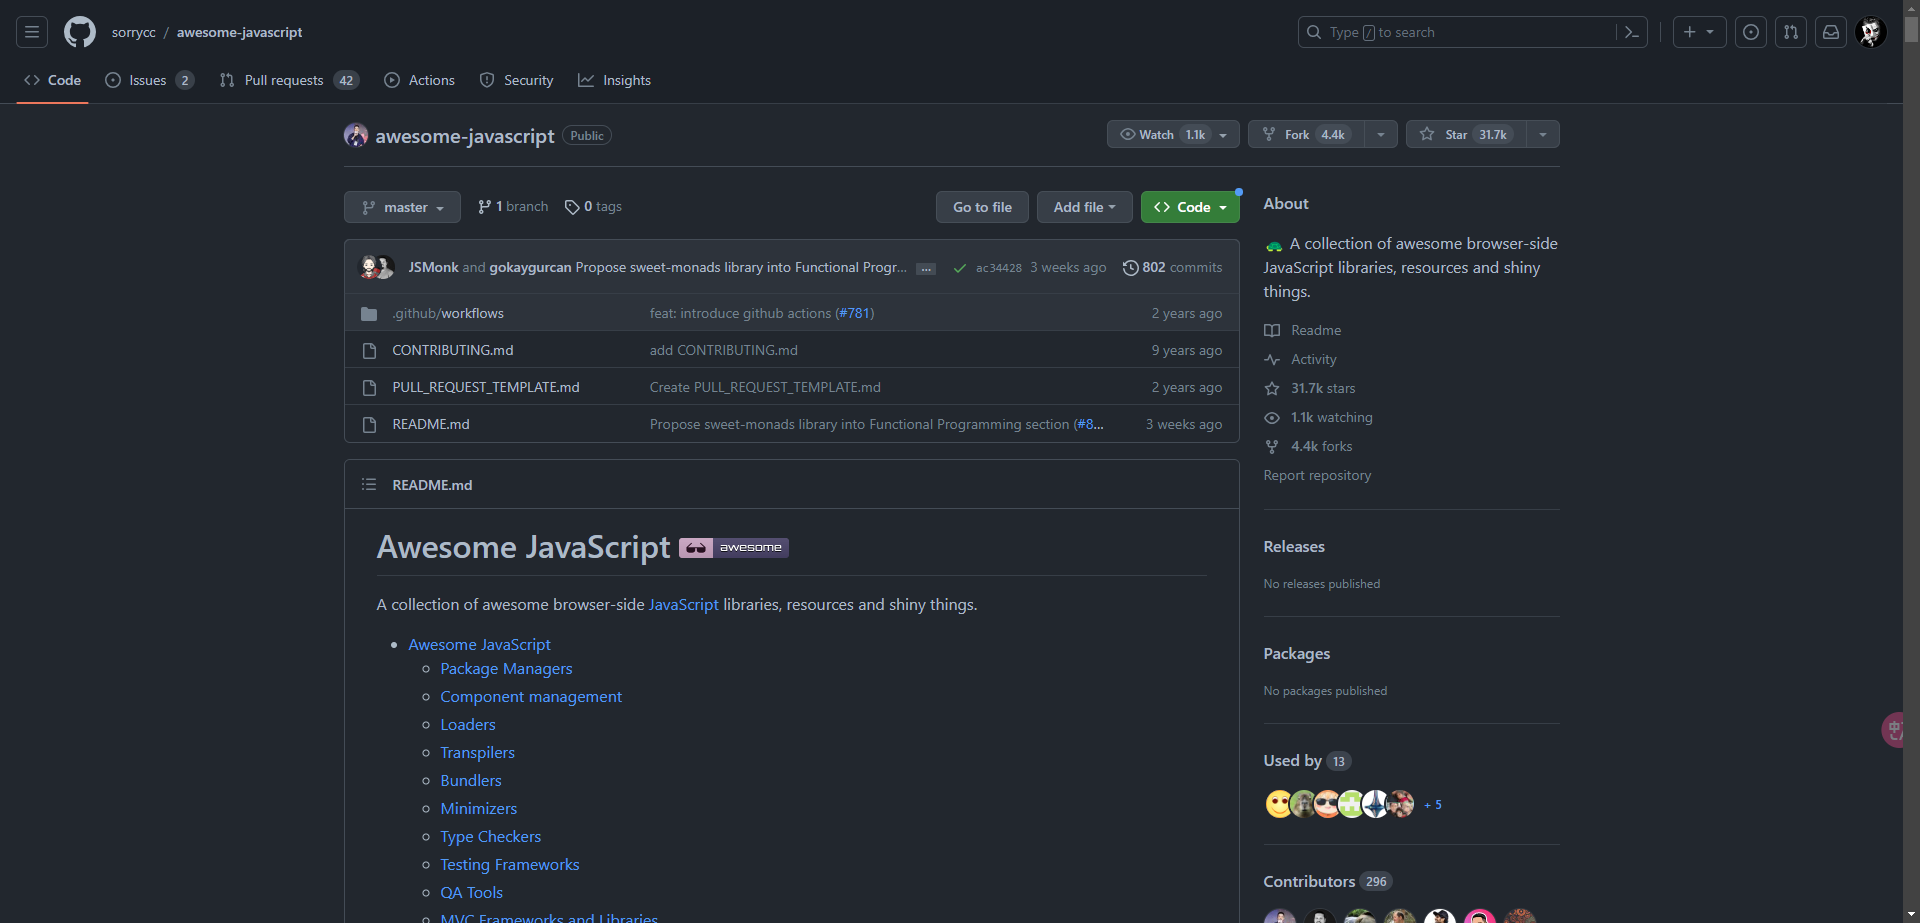 sorrycc / awesome-javascript
Type / to search
Code
Issues 2
Pull requests 42
Actions
Security
Insights
awesome-javascript Public
Watch 1.1k
Fork 4.4k
Star 31.7k
master
1 branch
0 tags
Go to file
Add file
Code
JSMonk and gokaygurcan Propose sweet-monads library into Functional Progr... ... ac34428 3 weeks ago 802 commits
.github/workflows feat: introduce github actions (#781) 2 years ago
CONTRIBUTING.md add CONTRIBUTING.md 9 years ago
PULL_REQUEST_TEMPLATE.md Create PULL_REQUEST_TEMPLATE.md 2 years ago
README.md Propose sweet-monads library into Functional Programming section (#8... 3 weeks ago
README.md
Awesome JavaScript awesome
A collection of awesome browser-side JavaScript libraries, resources and shiny things.
Awesome JavaScript
Package Managers
Component management
Loaders
Transpilers
Bundlers
Minimizers
Type Checkers
Testing Frameworks
QA Tools
MVC Frameworks and Libraries
About
A collection of awesome browser-side
JavaScript libraries, resources and shiny
things.
Readme
Activity
31.7k stars
1.1k watching
4.4k forks
Report repository
Releases
No releases published
Packages
No packages published
Used by 13
+ 5
Contributors 296